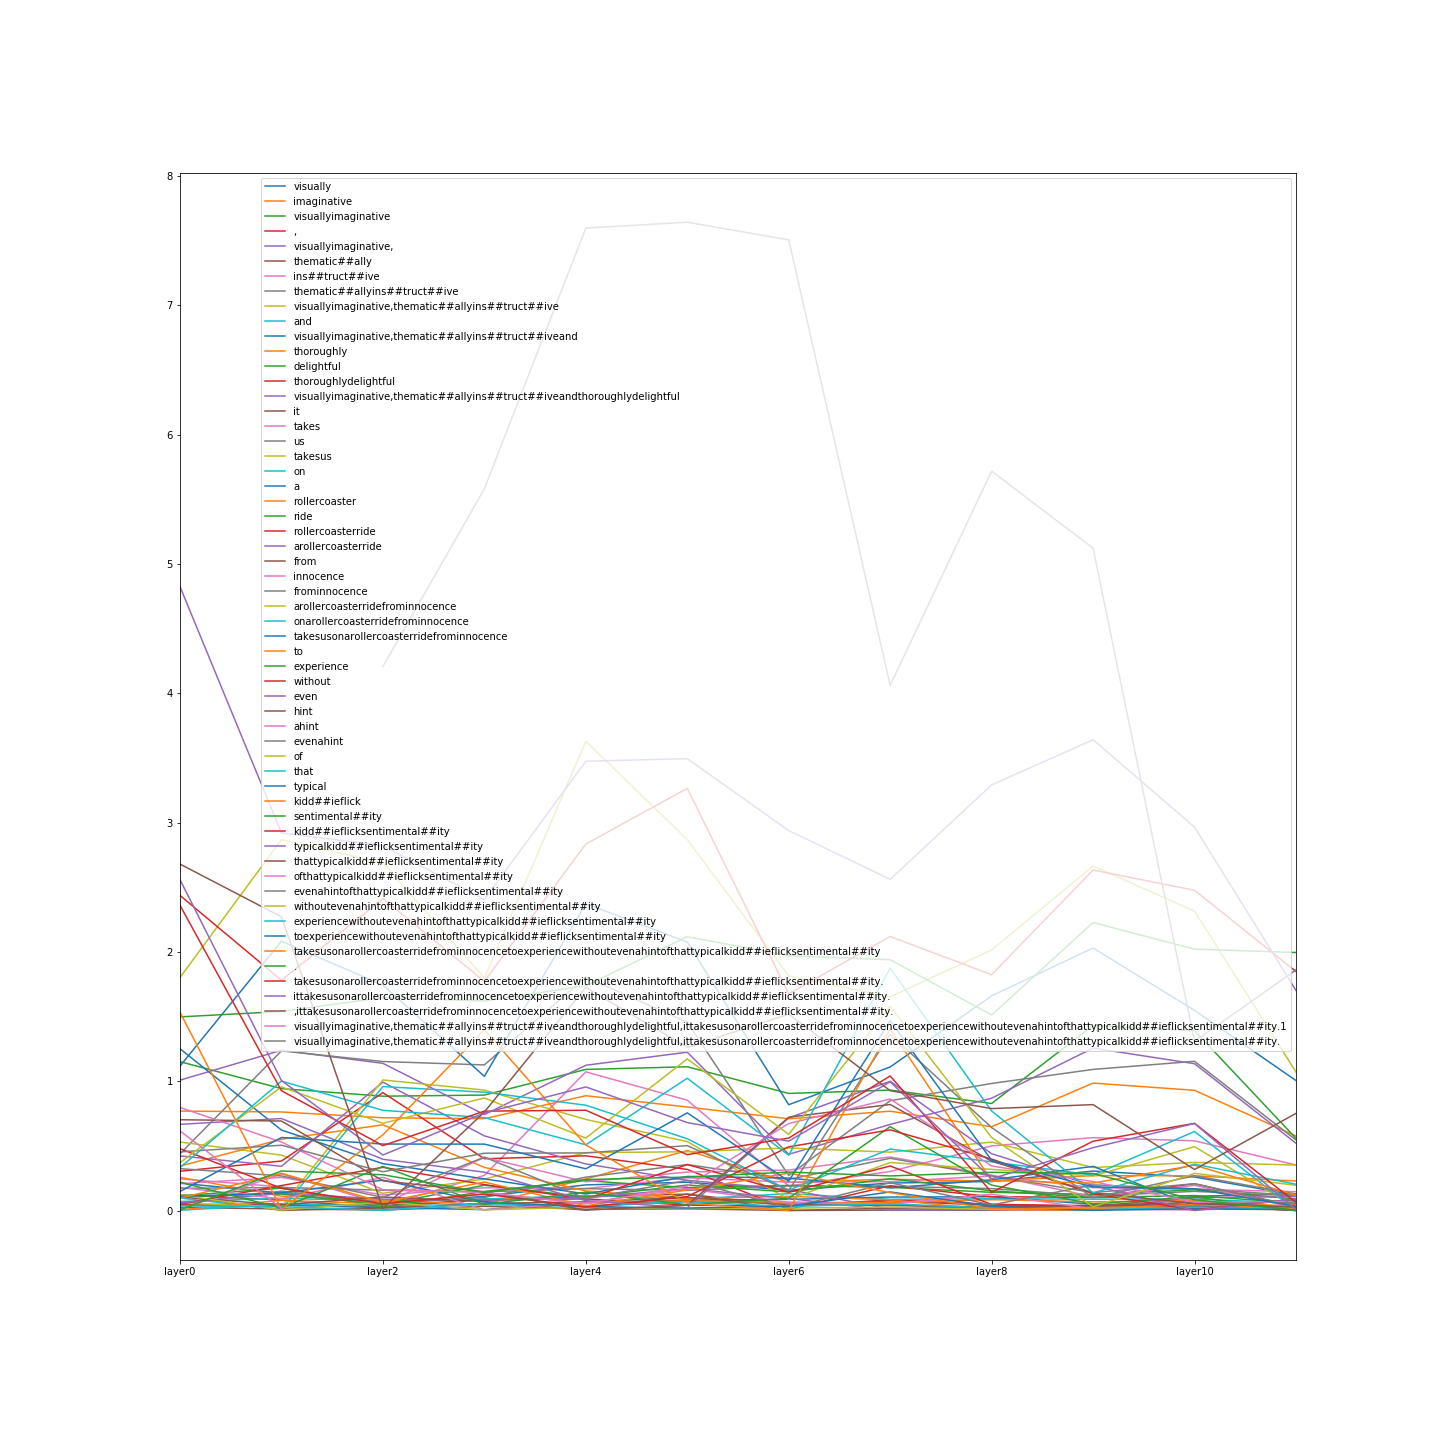 8
7
6
5
4
3
2
1
0
visually
imaginative
visuallyimaginative
,
visuallyimaginative,
thematic##ally
ins##truct##ive
thematic##allyins##truct##ive
visuallyimaginative,thematic##allyins##truct##ive
and
visuallyimaginative,thematic##allyins##truct##iveand
thoroughly
delightful
thoroughlydelightful
visuallyimaginative,thematic##allyins##truct##iveandthoroughlydelightful
it
takes
us
takesus
on
a
rollercoaster
ride
rollercoasterride
arollercoasterride
from
innocence
frominnocence
arollercoasterridefrominnocence
onarollercoasterridefrominnocence
takesusonarollercoasterridefrominnocence
to
experience
without
even
hint
ahint
evenahint
of
that
typical
kidd##ieflick
sentimental##ity
kidd##ieflicksentimental##ity
typicalkidd##ieflicksentimental##ity
thattypicalkidd##ieflicksentimental##ity
ofthattypicalkidd##ieflicksentimental##ity
evenahintofthattypicalkidd##ieflicksentimental##ity
withoutevenahintofthattypicalkidd##ieflicksentimental##ity
experiencewithoutevenahintofthattypicalkidd##ieflicksentimental##ity
toexperiencewithoutevenahintofthattypicalkidd##ieflicksentimental##ity
takesusonarollercoasterridefrominnocencetoexperiencewithoutevenahintofthattypicalkidd##ieflicksentimental##ity
.
takesusonarollercoasterridefrominnocencetoexperiencewithoutevenahintofthattypicalkidd##ieflicksentimental##ity.
ittakesusonarollercoasterridefrominnocencetoexperiencewithoutevenahintofthattypicalkidd##ieflicksentimental##ity.
,ittakesusonarollercoasterridefrominnocencetoexperiencewithoutevenahintofthattypicalkidd##ieflicksentimental##ity.
visuallyimaginative,thematic##allyins##truct##iveandthoroughlydelightful,ittakesusonarollercoasterridefrominnocencetoexperiencewithoutevenahintofthattypicalkidd##ieflicksentimental##ity.1
visuallyimaginative,thematic##allyins##truct##iveandthoroughlydelightful,ittakesusonarollercoasterridefrominnocencetoexperiencewithoutevenahintofthattypicalkidd##ieflicksentimental##ity.
layer0 layer2 layer4 layer6 layer8 layer10